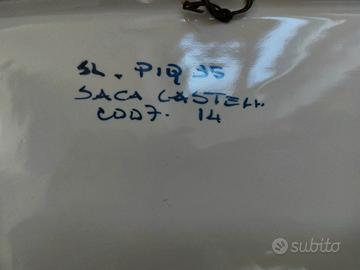 SL. PIQ 35
SACA CASTELL.
COD7. 14
subito